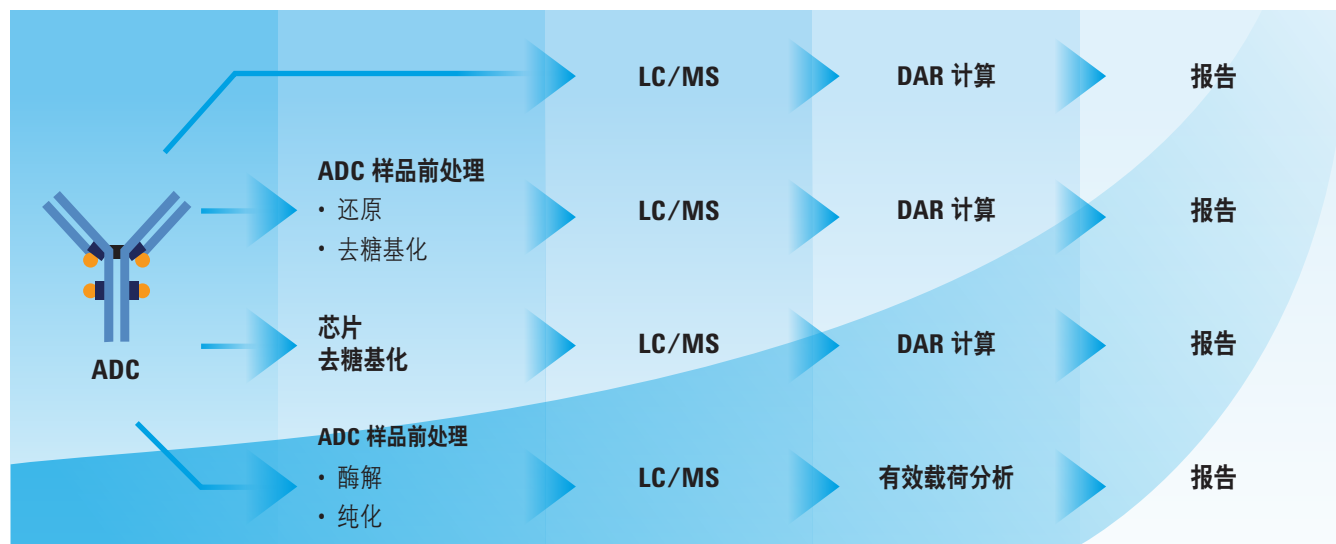 LC/MS
DAR 计算
报告
ADC 样品前处理
• 还原
• 去糖基化
LC/MS
DAR 计算
报告
芯片
去糖基化
LC/MS
DAR 计算
报告
ADC
ADC 样品前处理
• 酶解
• 纯化
LC/MS
有效载荷分析
报告